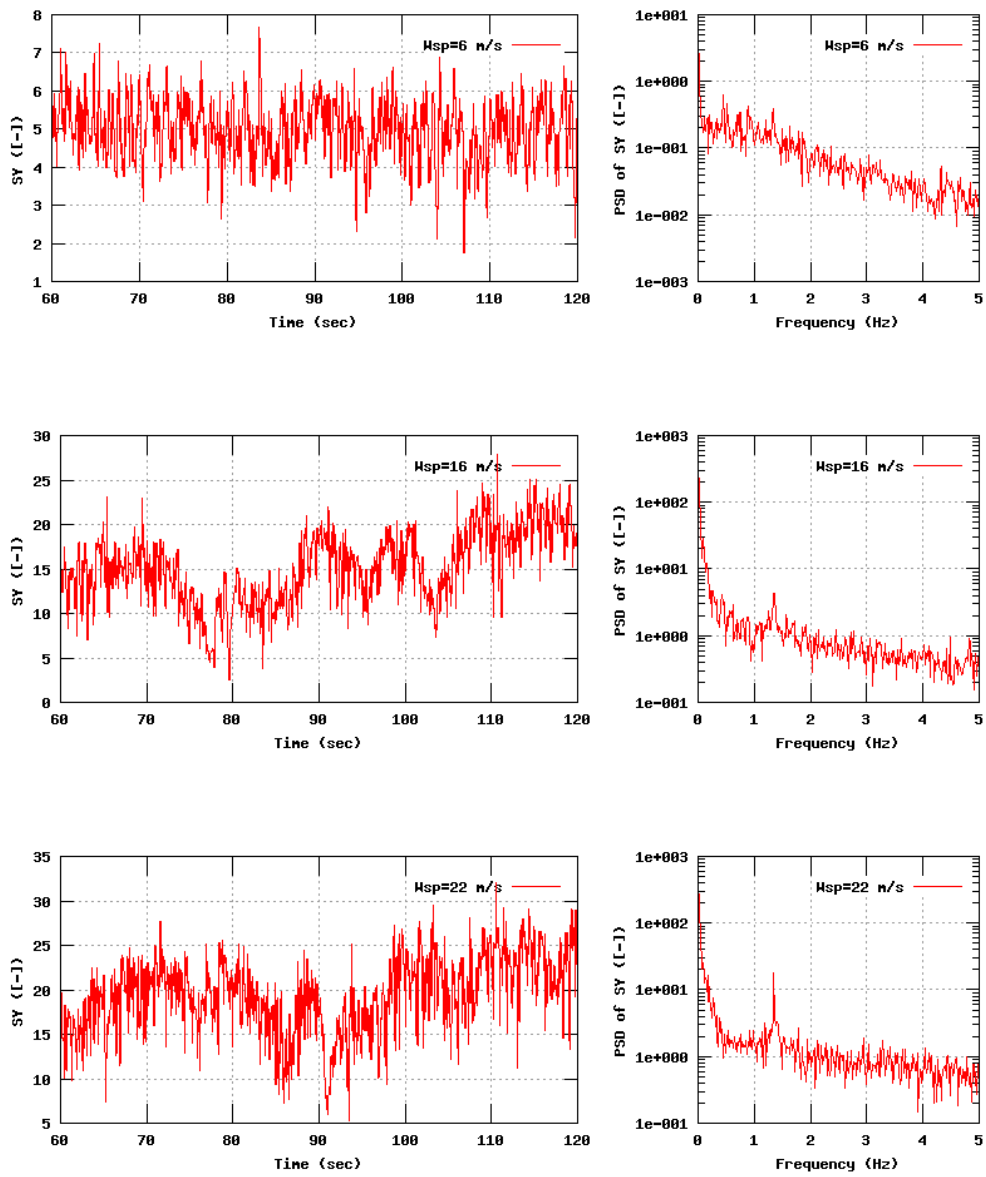 8
7
6
5
4
3
2
1
SY ([-])
Wsp=6 m/s
60 70 80 90 100 110 120
Time (sec)
1e+001
1e+000
1e-001
1e-002
1e-003
PSD of SY ([-])
Wsp=6 m/s
0 1 2 3 4 5
Frequency (Hz)
30
25
20
15
10
5
0
SY ([-])
Wsp=16 m/s
60 70 80 90 100 110 120
Time (sec)
1e+003
1e+002
1e+001
1e+000
1e-001
PSD of SY ([-])
Wsp=16 m/s
0 1 2 3 4 5
Frequency (Hz)
35
30
25
20
15
10
5
SY ([-])
Wsp=22 m/s
60 70 80 90 100 110 120
Time (sec)
1e+003
1e+002
1e+001
1e+000
1e-001
PSD of SY ([-])
Wsp=22 m/s
0 1 2 3 4 5
Frequency (Hz)